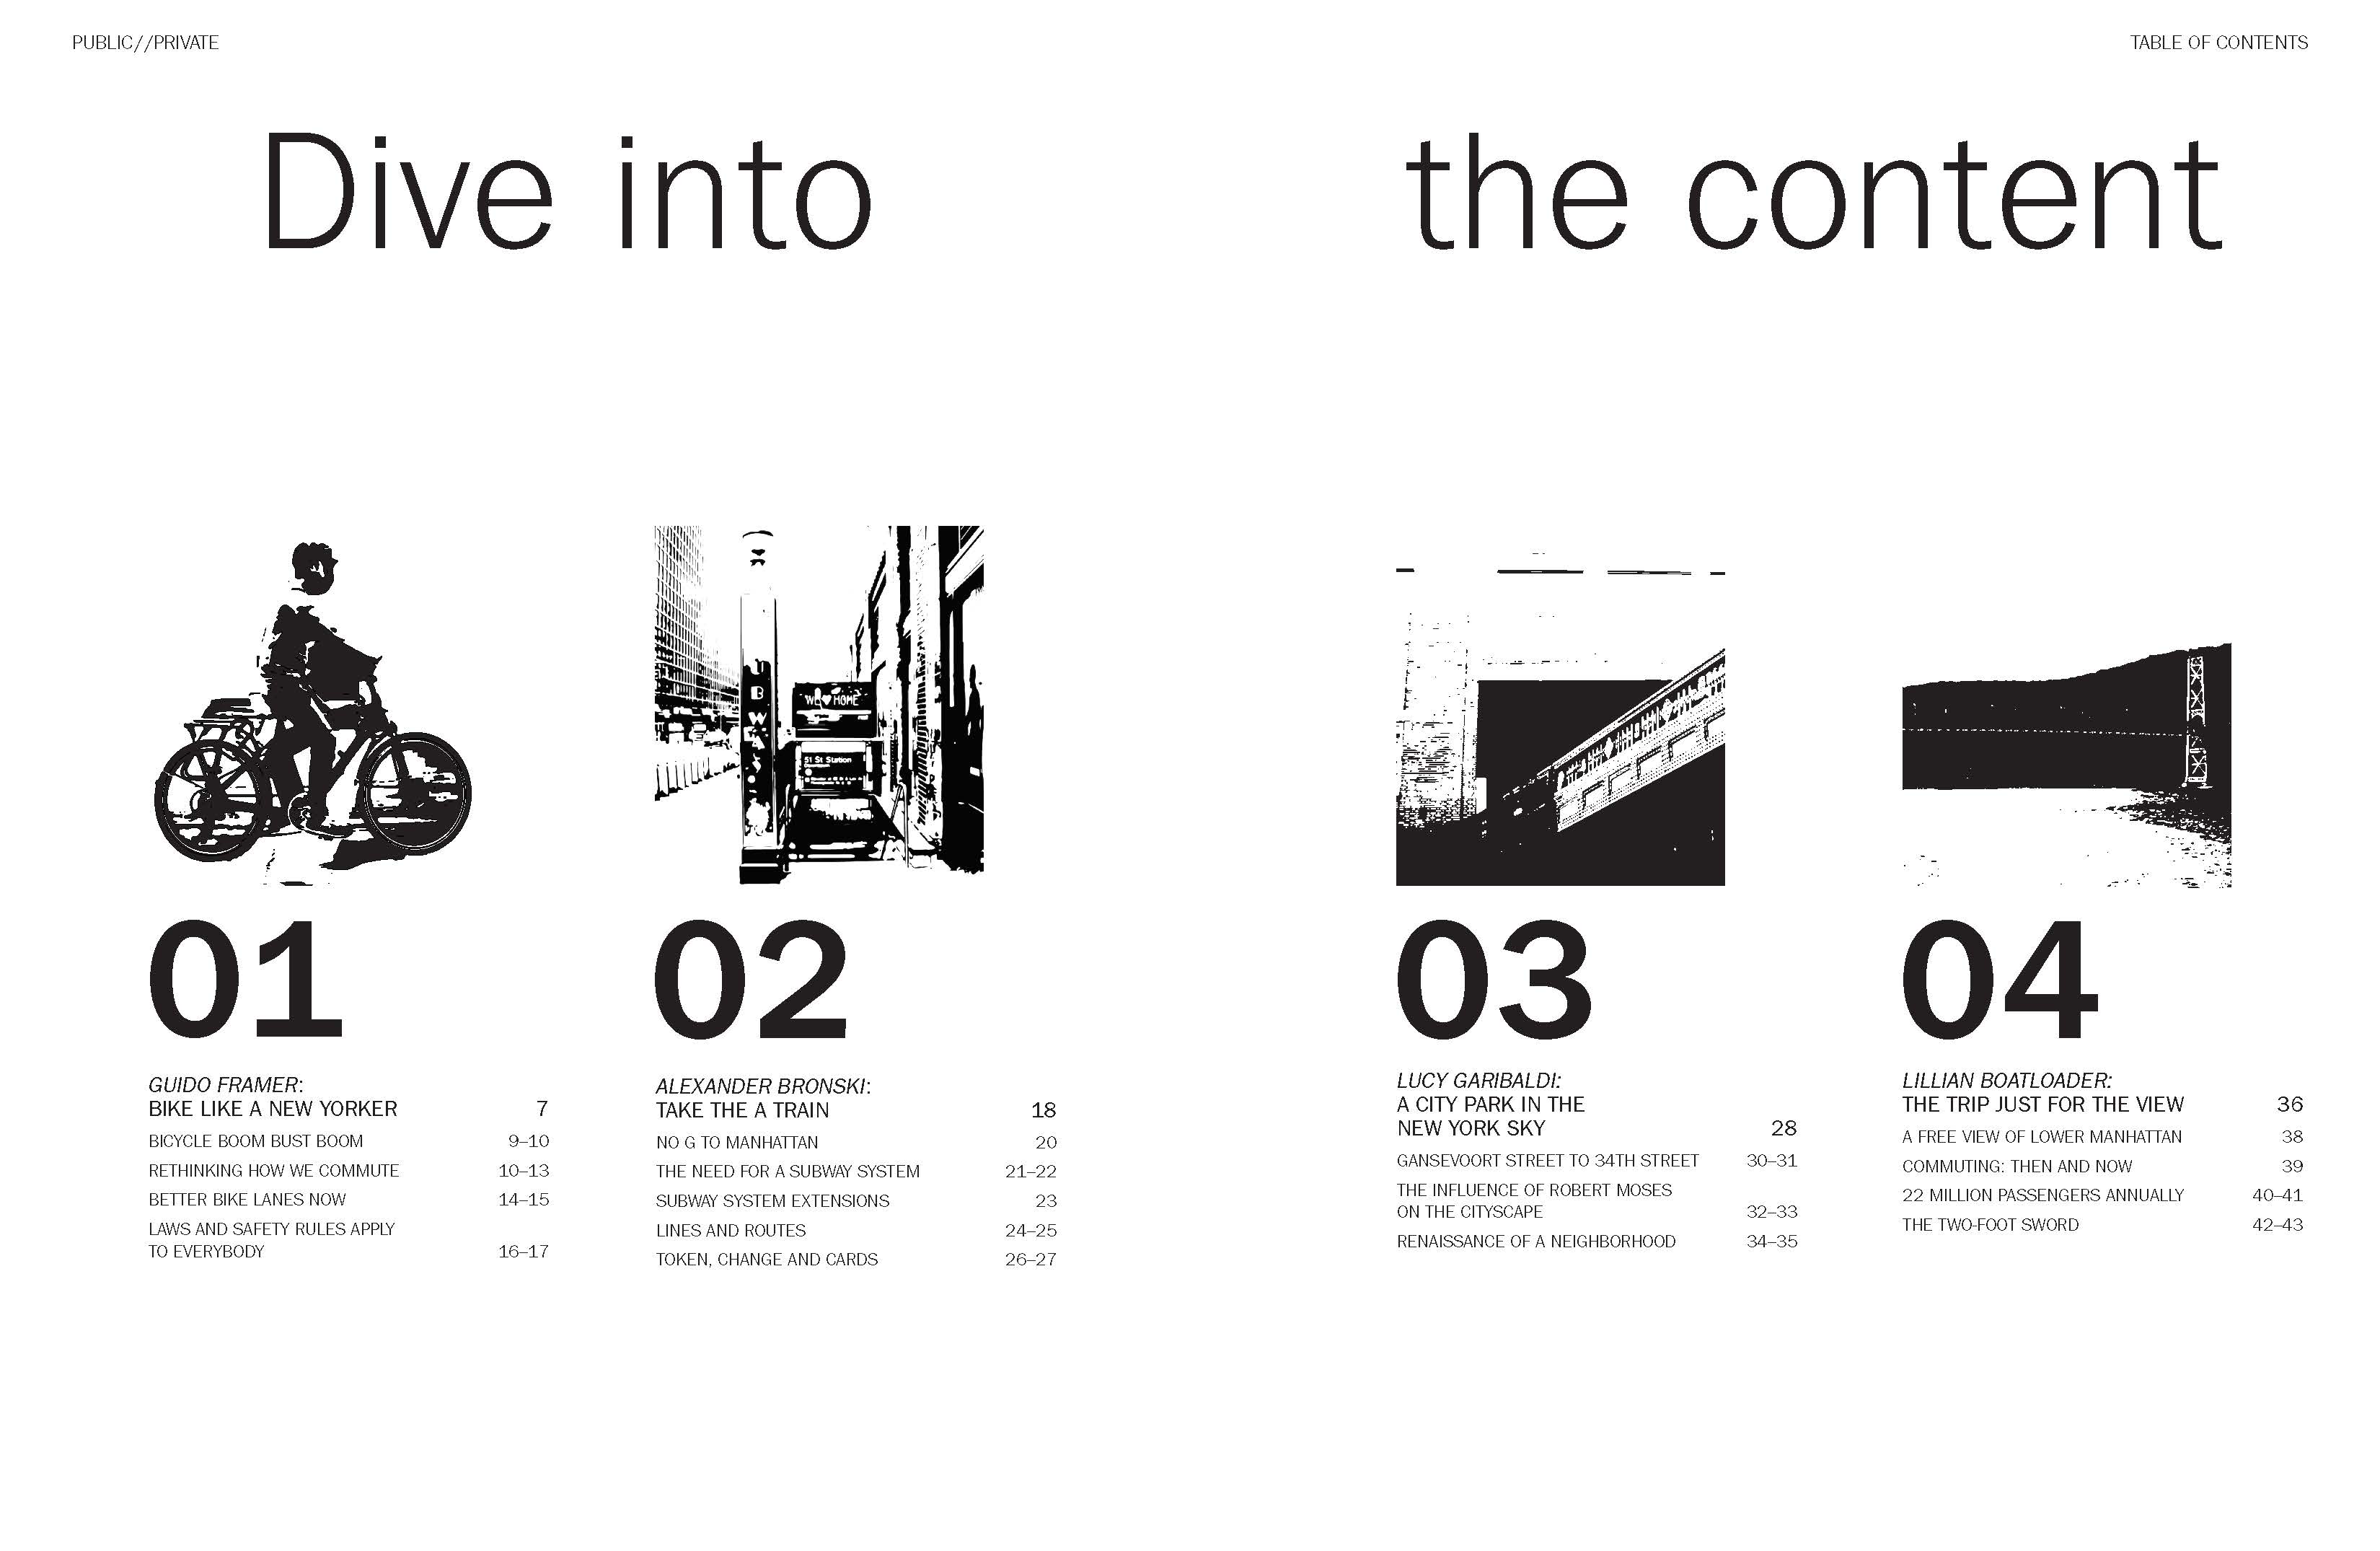 PUBLIC//PRIVATE
TABLE OF CONTENTS
Dive into the content
UBWAY
WE♥HOME
51 St Station
01
GUIDO FRAMER:
BIKE LIKE A NEW YORKER 7
BICYCLE BOOM BUST BOOM 9–10
RETHINKING HOW WE COMMUTE 10–13
BETTER BIKE LANES NOW 14–15
LAWS AND SAFETY RULES APPLY
TO EVERYBODY 16–17
02
ALEXANDER BRONSKI:
TAKE THE A TRAIN 18
NO G TO MANHATTAN 20
THE NEED FOR A SUBWAY SYSTEM 21–22
SUBWAY SYSTEM EXTENSIONS 23
LINES AND ROUTES 24–25
TOKEN, CHANGE AND CARDS 26–27
03
LUCY GARIBALDI:
A CITY PARK IN THE
NEW YORK SKY 28
GANSEVOORT STREET TO 34TH STREET 30–31
THE INFLUENCE OF ROBERT MOSES
ON THE CITYSCAPE 32–33
RENAISSANCE OF A NEIGHBORHOOD 34–35
04
LILLIAN BOATLOADER:
THE TRIP JUST FOR THE VIEW 36
A FREE VIEW OF LOWER MANHATTAN 38
COMMUTING: THEN AND NOW 39
22 MILLION PASSENGERS ANNUALLY 40–41
THE TWO-FOOT SWORD 42–43